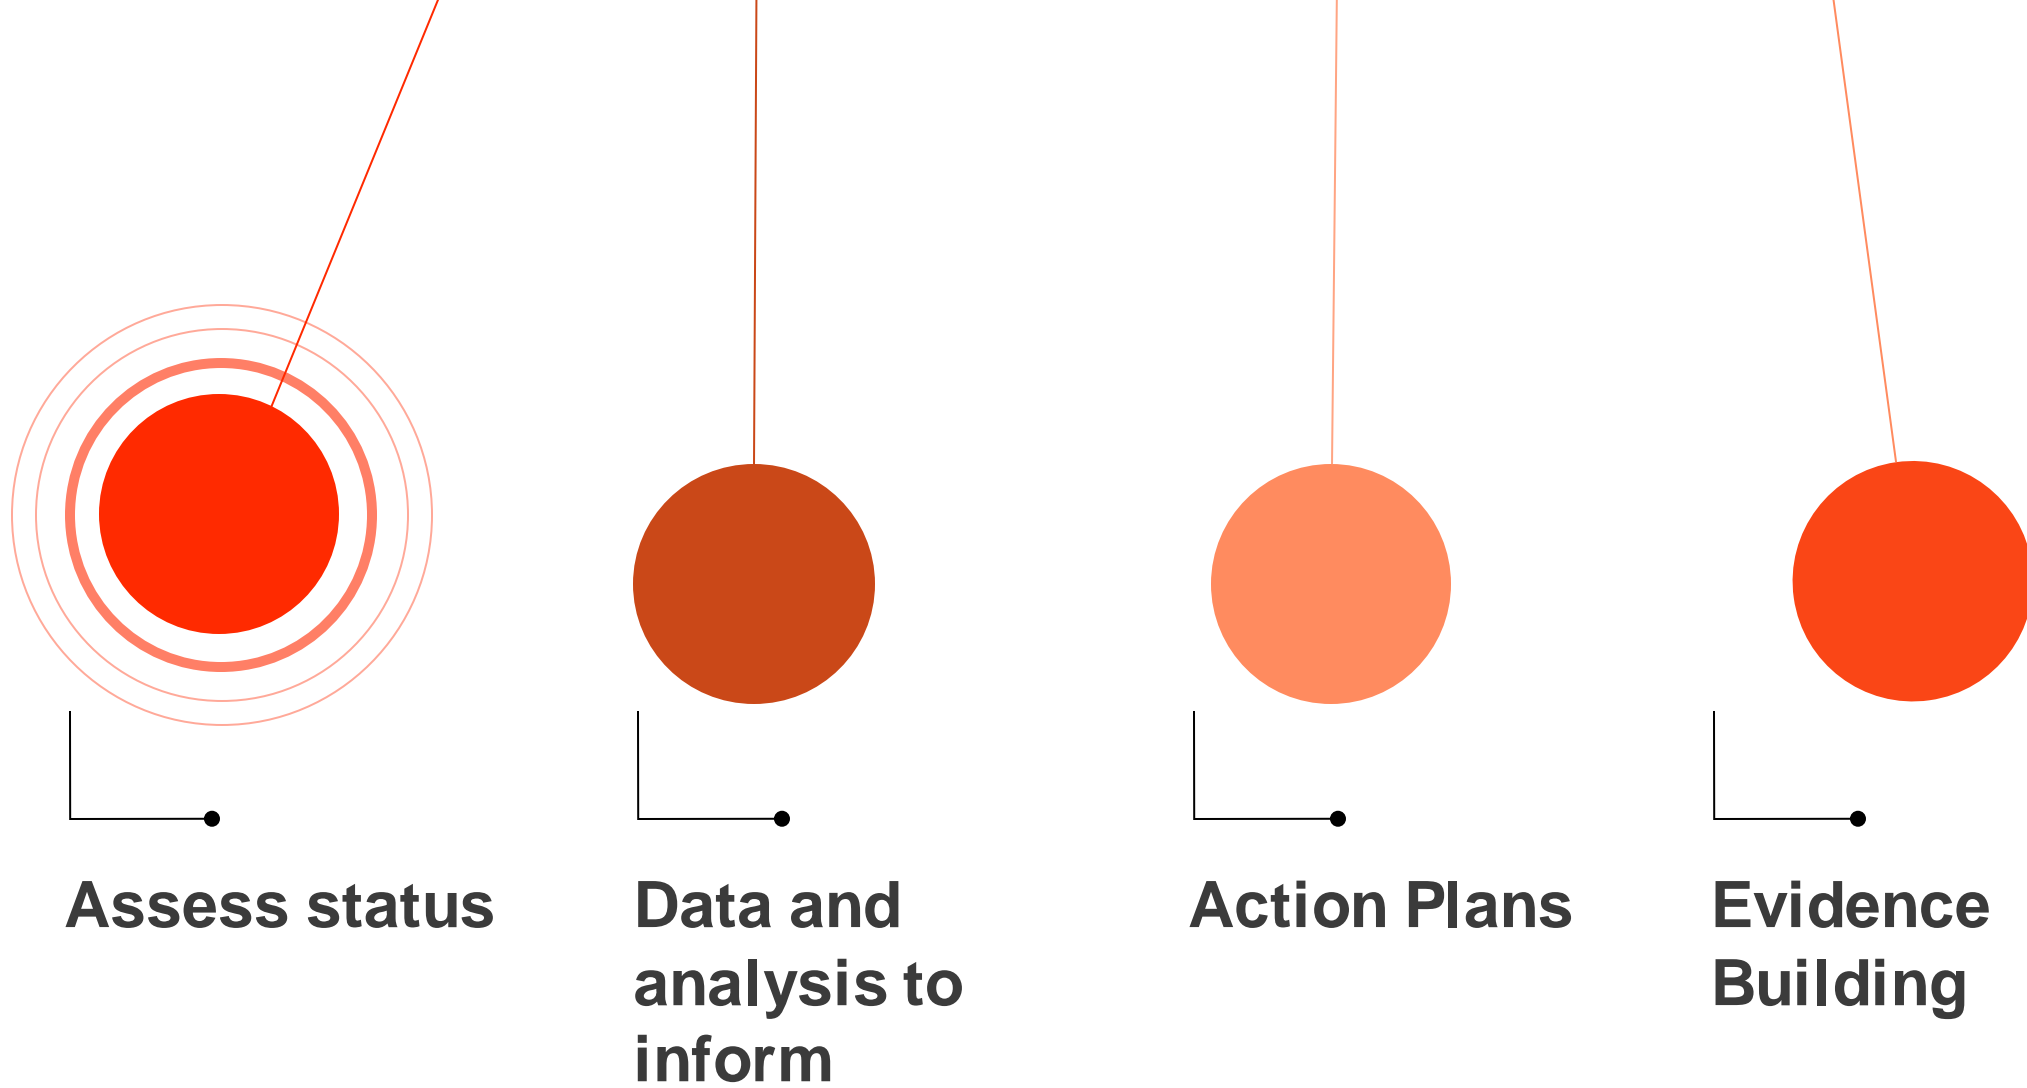 Assess status
Data and
analysis to
inform
Action Plans
Evidence
Building